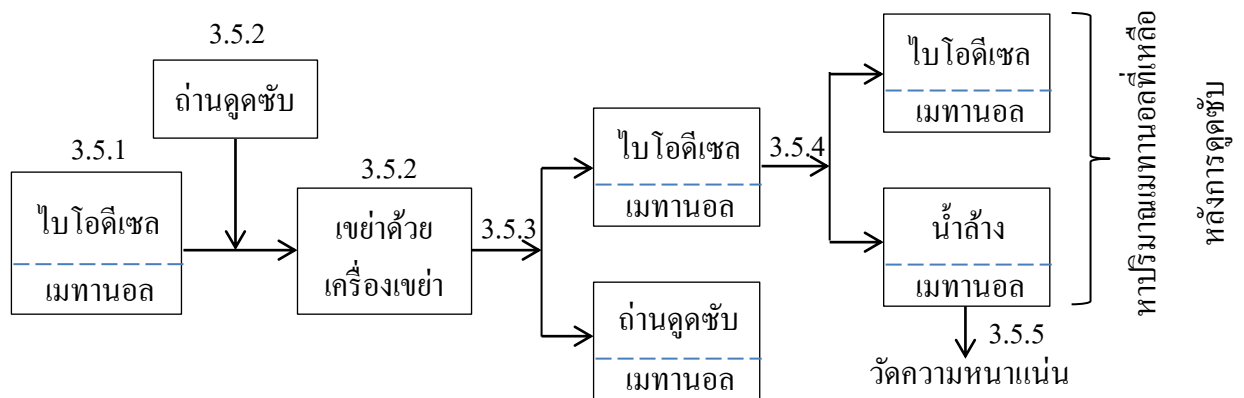 3.5.2
ถ่านดูดซับ
3.5.1
ไบโอดีเซล
เมทานอล
3.5.2
เขย่าด้วย
เครื่องเขย่า
3.5.3
ไบโอดีเซล
เมทานอล
ถ่านดูดซับ
เมทานอล
3.5.4
ไบโอดีเซล
เมทานอล
น้ำล้าง
เมทานอล
3.5.5
วัดความหนาแน่น
หาปริมาณเมทานอลที่เหลือ
หลังการดูดซับ